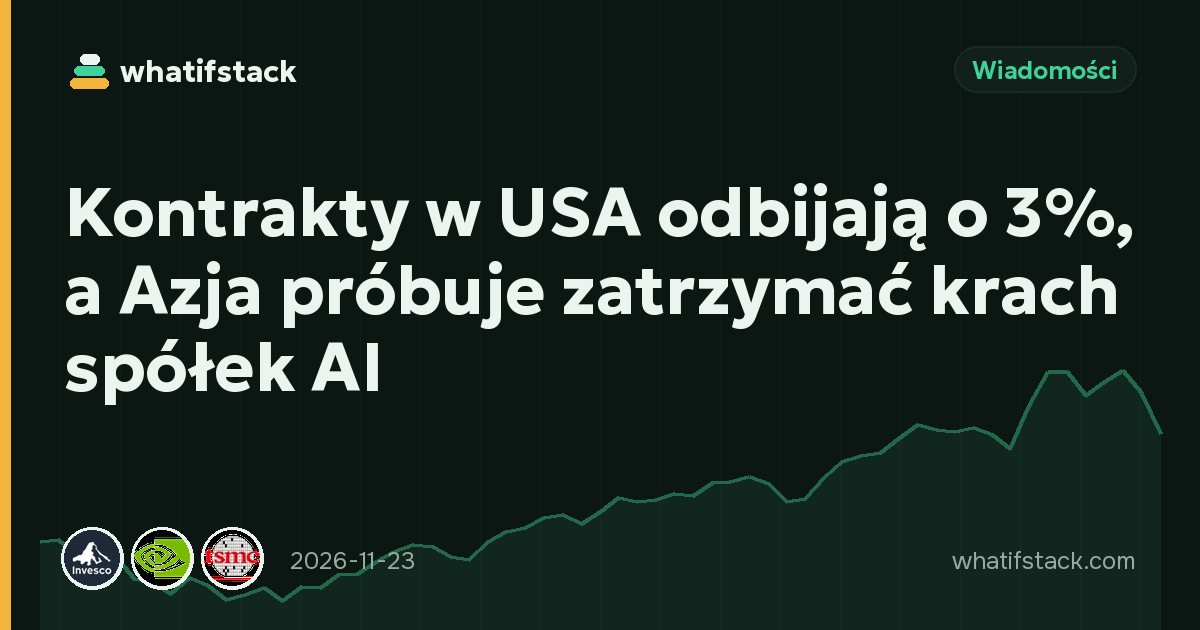 whatifstack
Wiadomości
Kontrakty w USA odbijają o 3%,
a Azja próbuje zatrzymać krach
spółek AI
Invesco
tsmc
2026-11-23
whatifstack.com